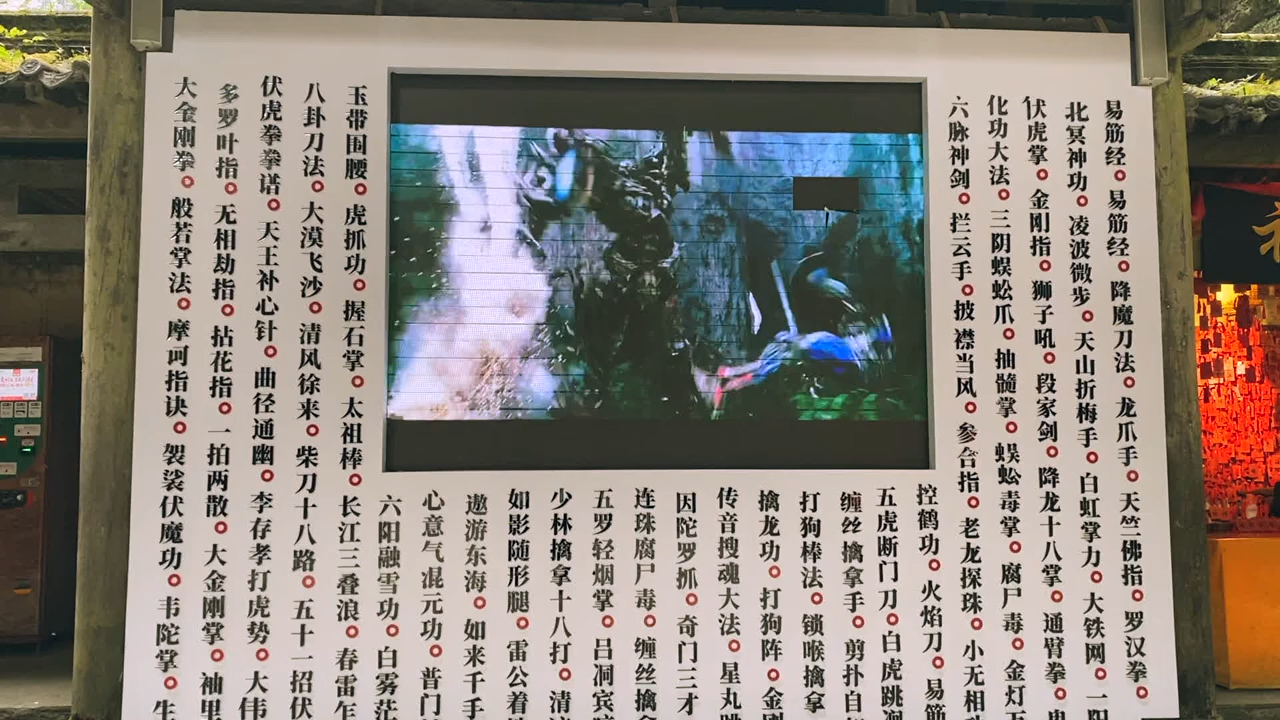 易筋经○易筋经○降魔刀法○龙爪手○天竺佛指○罗汉拳○
北冥神功○凌波微步○天山折梅手○白虹掌力○大铁网○一阳
伏虎掌○金刚指○狮子吼○段家剑○降龙十八掌○通臂拳○
化功大法○三阴蜈蚣爪○抽髓掌○蜈蚣毒掌○腐尸毒○金灯万
六脉神剑○拦云手○披襟当风○参合指○老龙探珠○小无相
控鹤功○火焰刀○易筋
五虎断门刀○白虎跳涧
缠丝擒拿手○剪扑自
打狗棒法○锁喉擒拿
擒龙功○打狗阵○金刚
传音搜魂大法○星丸跳
因陀罗抓○奇门三才
连珠腐尸毒○缠丝擒
五罗轻烟掌○吕洞宾
少林擒拿十八打○清
如影随形腿○雷公着
遨游东海○如来千手
心意气混元功○普门
六阳融雪功○白雾茫
玉带围腰○虎抓功○握石掌○太祖棒○长江三叠浪○春雷乍
八卦刀法○大漠飞沙○清风徐来○柴刀十八路○五十一招伏
伏虎拳拳谱○天王补心针○曲径通幽○李存孝打虎势○大伟
多罗叶指○无相劫指○拈花指○一拍两散○大金刚掌○袖里
大金刚拳○般若掌法○摩诃指诀○袈裟伏魔功○韦陀掌○牛